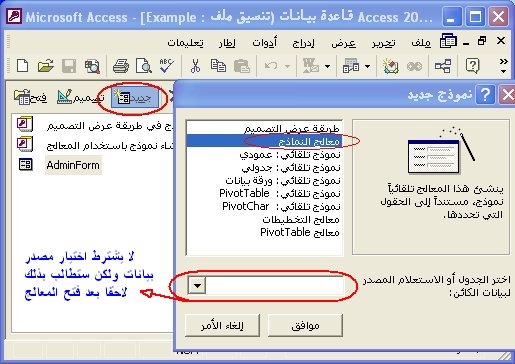 Microsoft Access - [Example : قاعدة بيانات (تنسيق ملف Access 20...
ملف تحرير عرض إدراج أدوات إطار تعليمات
فتح تصميم جديد
نموذج في طريقة عرض التصميم
شاء نموذج باستخدام المعالج
AdminForm
نموذج جديد
طريقة عرض التصميم
معالج النماذج
نموذج تلقائي: عمودي
نموذج تلقائي: جدولي
نموذج تلقائي: ورقة بيانات
نموذج تلقائي: PivotTable
نموذج تلقائي: PivotChar
معالج التخطيطات
معالج PivotTable
ينشئ هذا المعالج تلقائياً
نموذج، مستنداً إلى الحقول
التي تحددها.
اختر الجدول أو الاستعلام المصدر
لبيانات الكائن:
موافق
إلغاء الأمر
لا يشترط اختيار مصدر
بيانات ولكن ستطالب بذلك
لاحقا بعد فتح المعالج